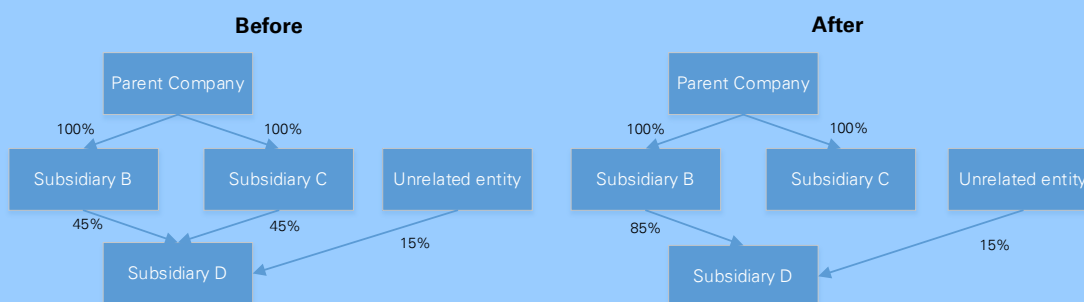 Before
Parent Company
100%
100%
Subsidiary B
Subsidiary C
Unrelated entity
45%
45%
15%
Subsidiary D
After
Parent Company
100%
100%
Subsidiary B
Subsidiary C
Unrelated entity
85%
15%
Subsidiary D